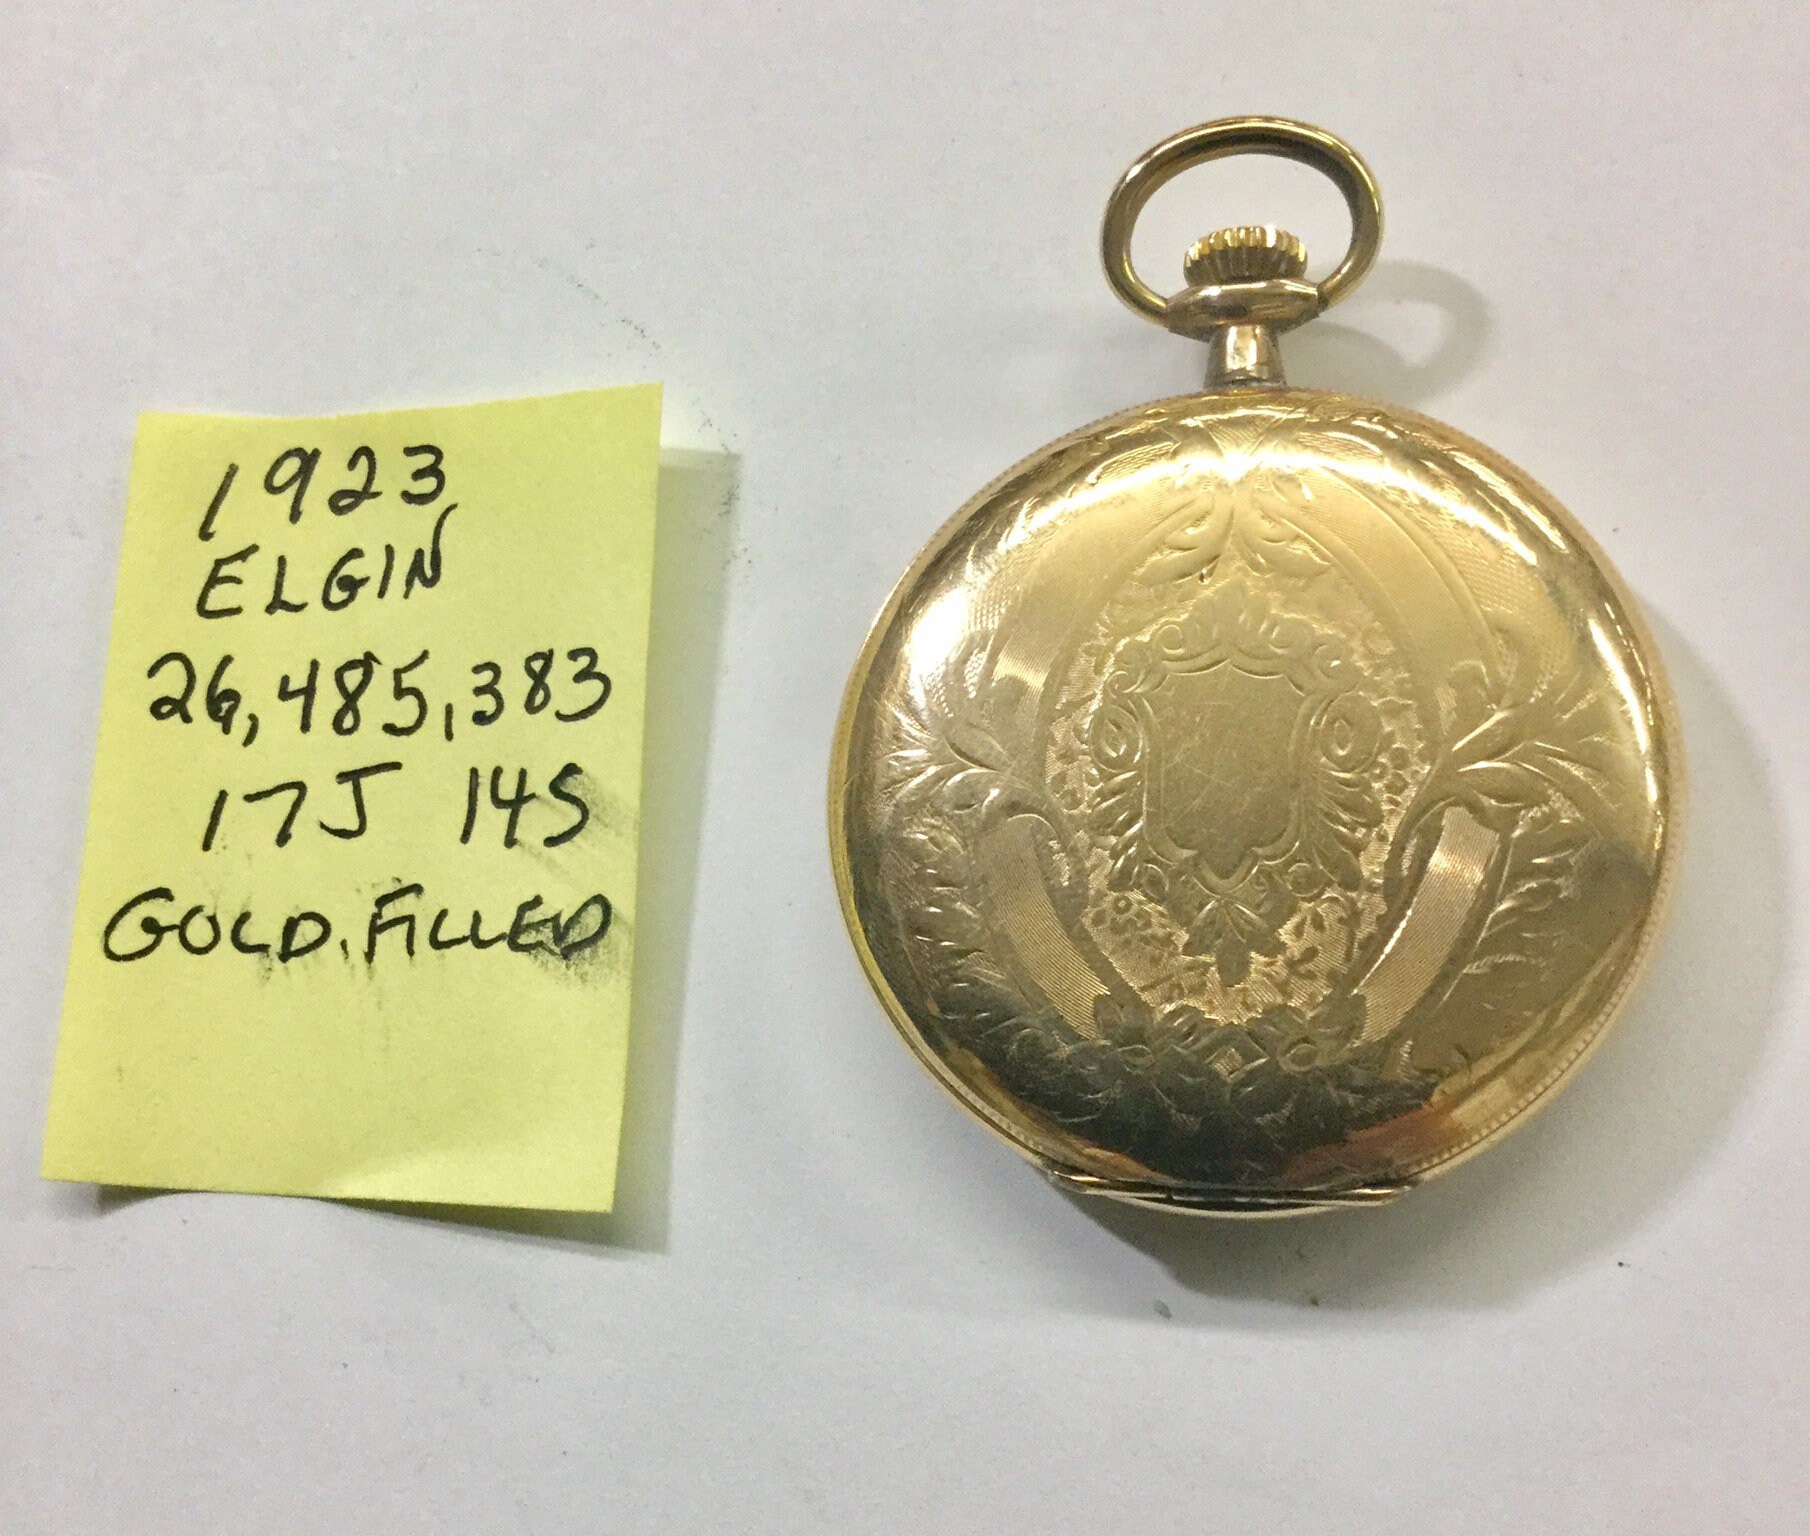 1923
ELGIN
26,485,383
17J 14S
GOLD.FILLED